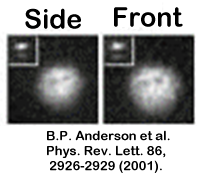 Side Front
B.P. Anderson et al.
Phys. Rev. Lett. 86,
2926-2929 (2001).